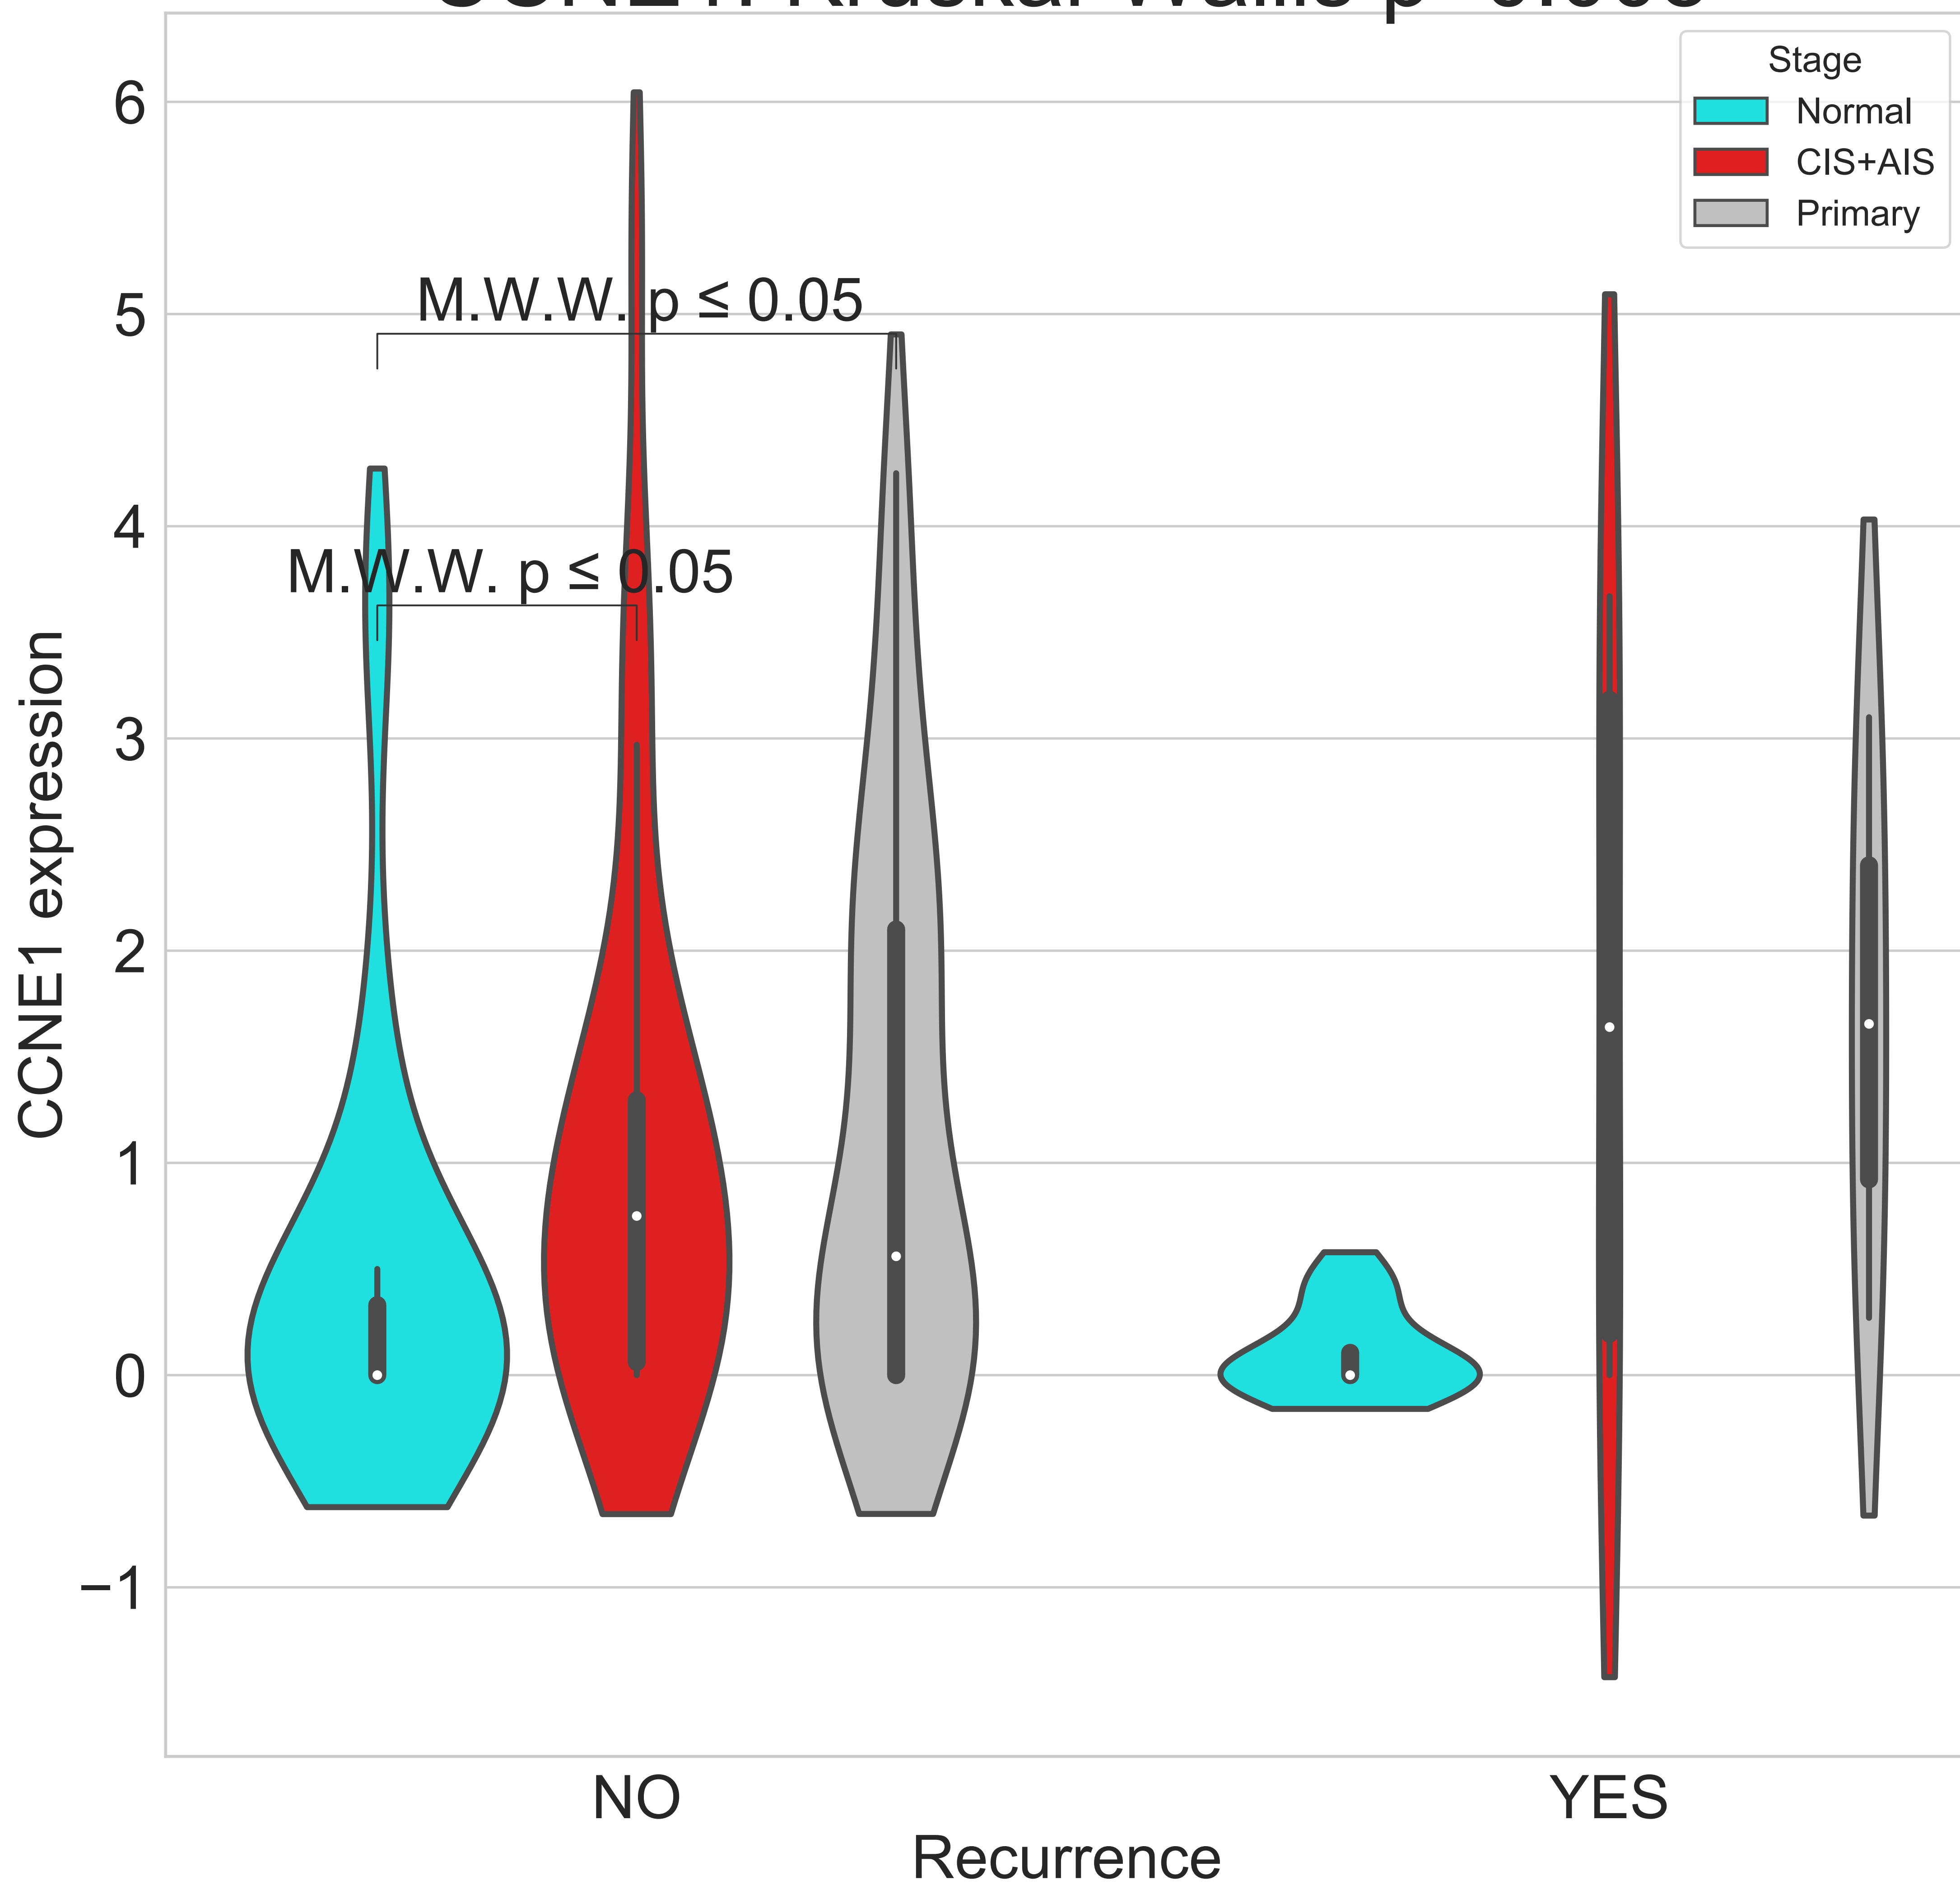 Stage
Normal
CIS+AIS
Primary
6
5
4
3
2
1
0
−1
CCNE1 expression
M.W.W. p ≤ 0.05
M.W.W. p ≤ 0.05
NO
YES
Recurrence